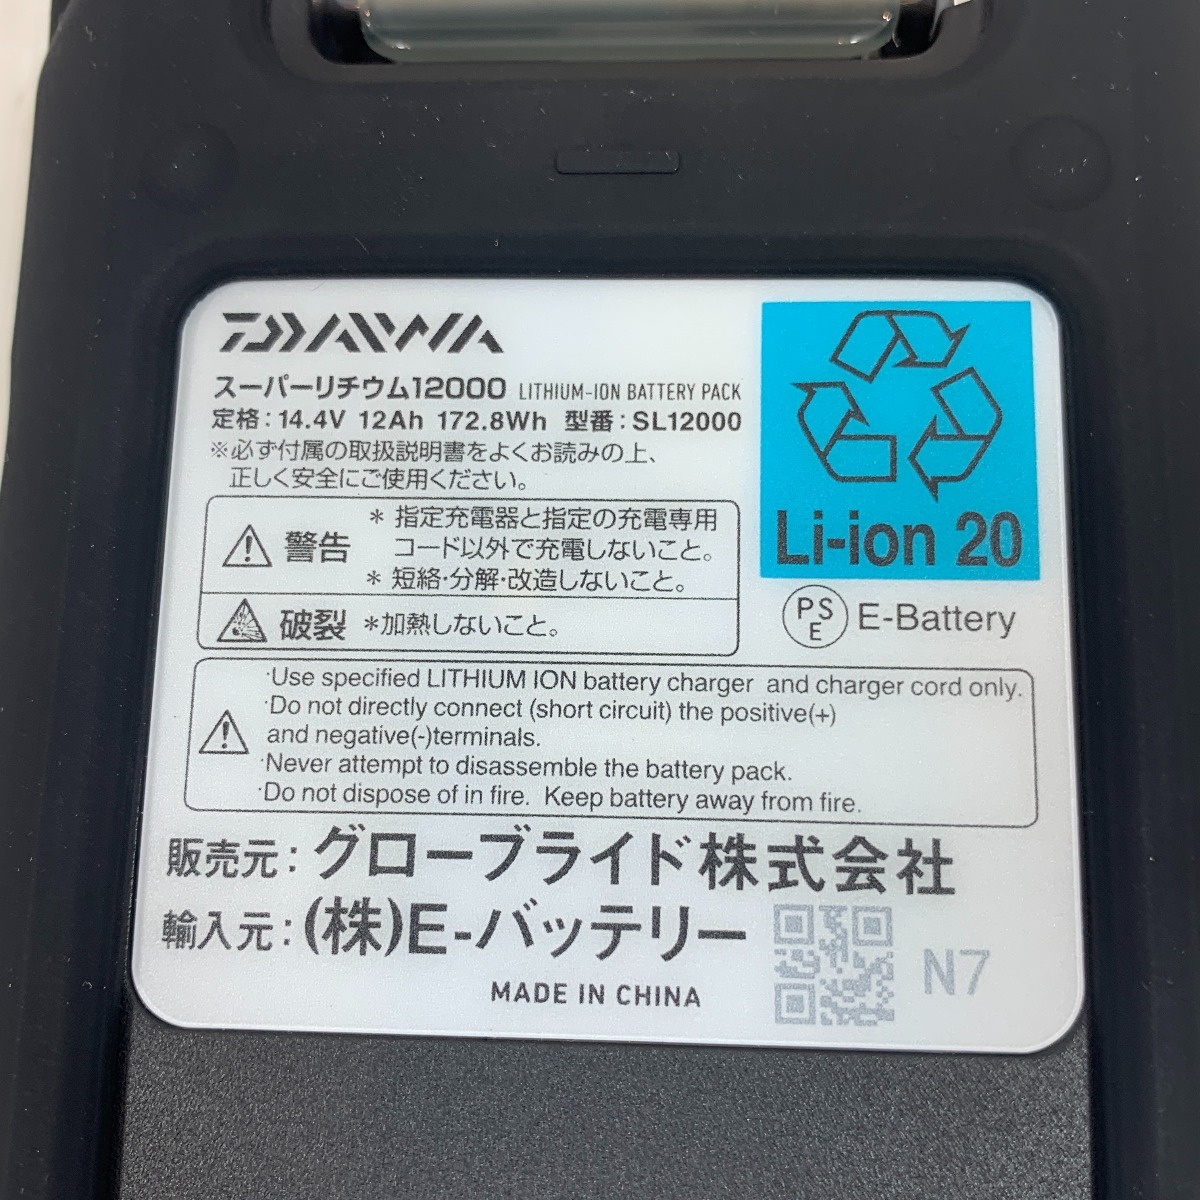 DAIWA
スーパーリチウム12000 LITHIUM-ION BATTERY PACK
定格：14.4V 12Ah 172.8Wh 型番：SL12000
※必ず付属の取扱説明書をよくお読みの上、
正しく安全にご使用ください。
警告
＊指定充電器と指定の充電専用
コード以外で充電しないこと。
＊短絡・分解・改造しないこと。
破裂 ＊加熱しないこと。
Li-ion 20
PSE E-Battery
·Use specified LITHIUM ION battery charger and charger cord only.
·Do not directly connect (short circuit) the positive(+)
and negative(-)terminals.
·Never attempt to disassemble the battery pack.
·Do not dispose of in fire. Keep battery away from fire.
販売元：グローブライド株式会社
輸入元：(株)E-バッテリー
MADE IN CHINA
N7